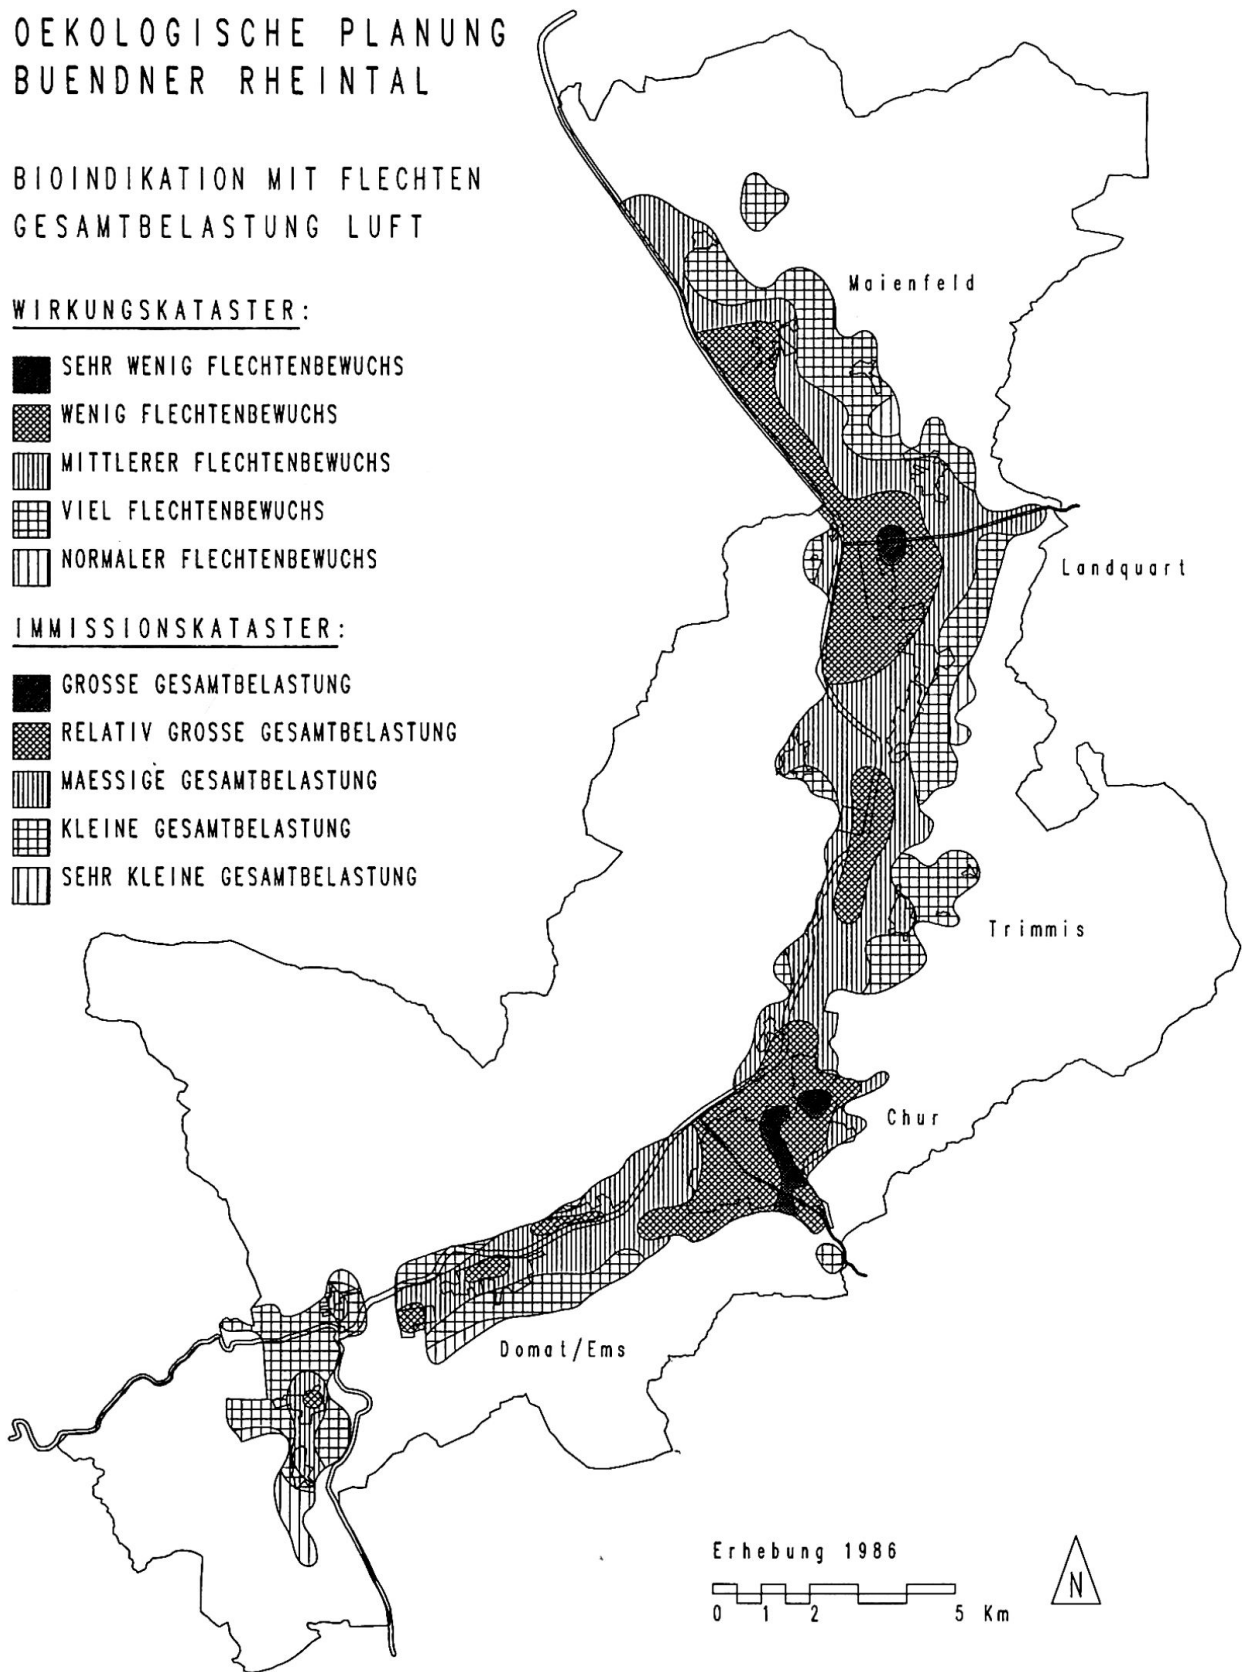 OEKOLOGISCHE PLANUNG
BUENDNER RHEINTAL
BIOINDIKATION MIT FLECHTEN
GESAMTBELASTUNG LUFT
WIRKUNGSKATASTER:
SEHR WENIG FLECHTENBEWUCHS
WENIG FLECHTENBEWUCHS
MITTLERER FLECHTENBEWUCHS
VIEL FLECHTENBEWUCHS
NORMALER FLECHTENBEWUCHS
IMMISSIONSKATASTER:
GROSSE GESAMTBELASTUNG
RELATIV GROSSE GESAMTBELASTUNG
MAESSIGE GESAMTBELASTUNG
KLEINE GESAMTBELASTUNG
SEHR KLEINE GESAMTBELASTUNG
Maienfeld
Landquart
Trimmis
Chur
Domat/Ems
Erhebung 1986
0 1 2 5 Km
N